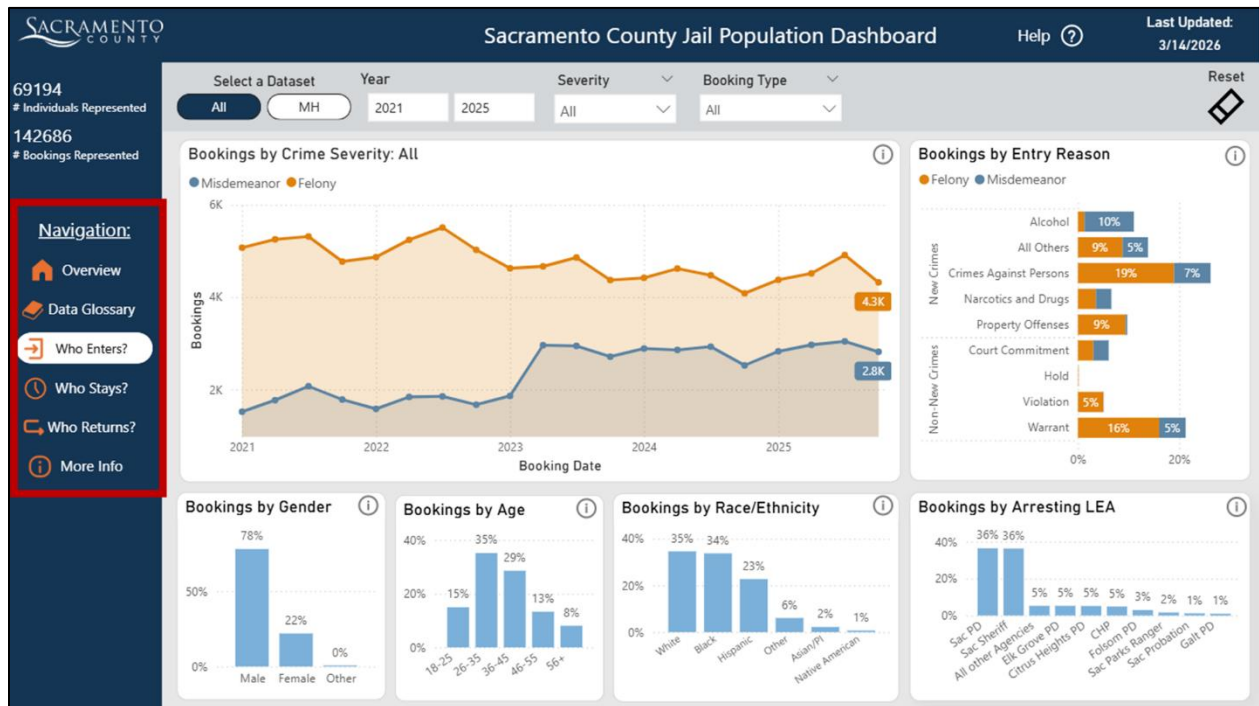 SACRAMENTO
COUNTY
Sacramento County Jail Population Dashboard
Help ?
Last Updated:
3/14/2026
69194
# Individuals Represented
142686
# Bookings Represented
Navigation:
Overview
Data Glossary
Who Enters?
Who Stays?
Who Returns?
More Info
Select a Dataset
All
MH
Year
2021
2025
Severity
All
Booking Type
All
Reset
Bookings by Crime Severity: All
Misdemeanor Felony
6K
4K
2K
Bookings
4.3K
2.8K
2021
2022
2023
2024
2025
Booking Date
Bookings by Entry Reason
Felony Misdemeanor
New Crimes
Alcohol
10%
All Others
9% 5%
Crimes Against Persons
19% 7%
Narcotics and Drugs
Property Offenses
9%
Non-New Crimes
Court Commitment
Hold
Violation
5%
Warrant
16% 5%
0%
20%
Bookings by Gender
50%
0%
78%
22%
0%
Male
Female
Other
Bookings by Age
40%
20%
0%
15%
35%
29%
13%
8%
18-25
26-35
36-45
46-55
56+
Bookings by Race/Ethnicity
40%
20%
0%
35%
34%
23%
6%
2%
1%
White
Black
Hispanic
Other
Asian/PI
Native American
Bookings by Arresting LEA
40%
20%
0%
36%
36%
5%
5%
5%
5%
3%
2%
1%
1%
Sac PD
Sac Sheriff
All other Agencies
Elk Grove PD
Citrus Heights PD
CHP
Folsom PD
Sac Parks Ranger
Sac Probation
Galt PD